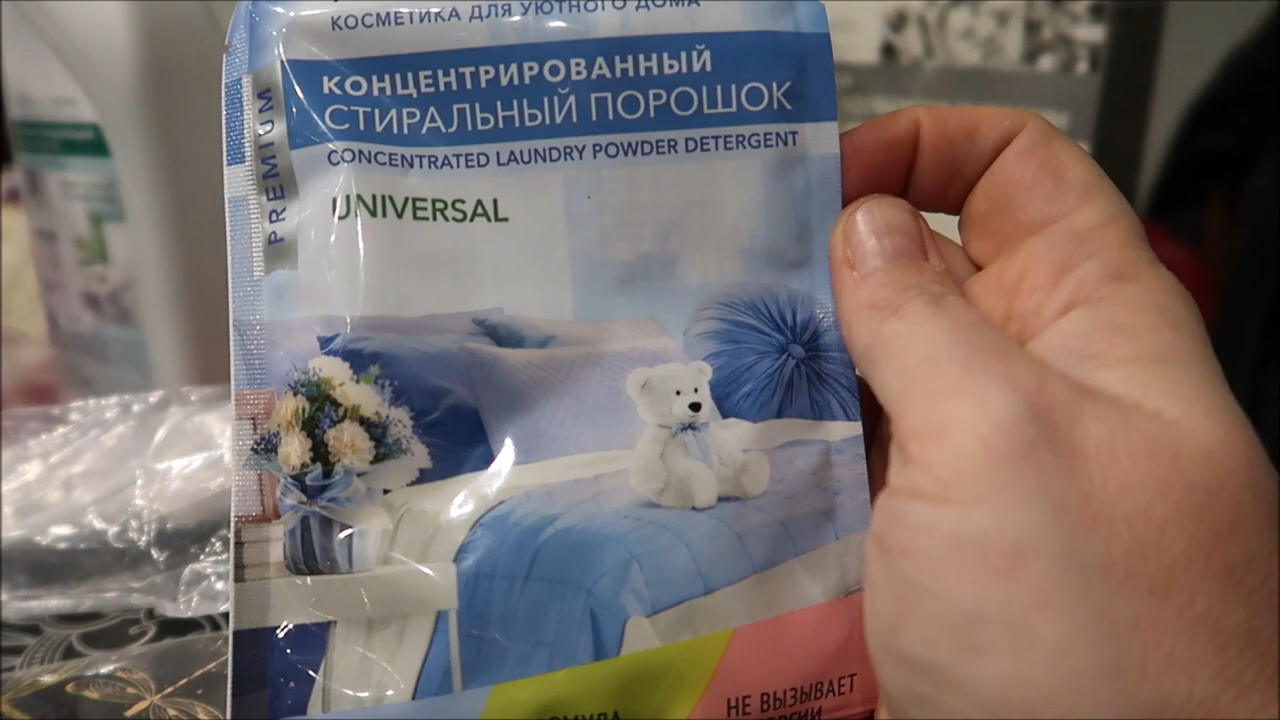 КОСМЕТИКА ДЛЯ УЮТНОГО ДОМА
КОНЦЕНТРИРОВАННЫЙ
СТИРАЛЬНЫЙ ПОРОШОК
CONCENTRATED LAUNDRY POWDER DETERGENT
PREMIUM
UNIVERSAL
НЕ ВЫЗЫВАЕТ